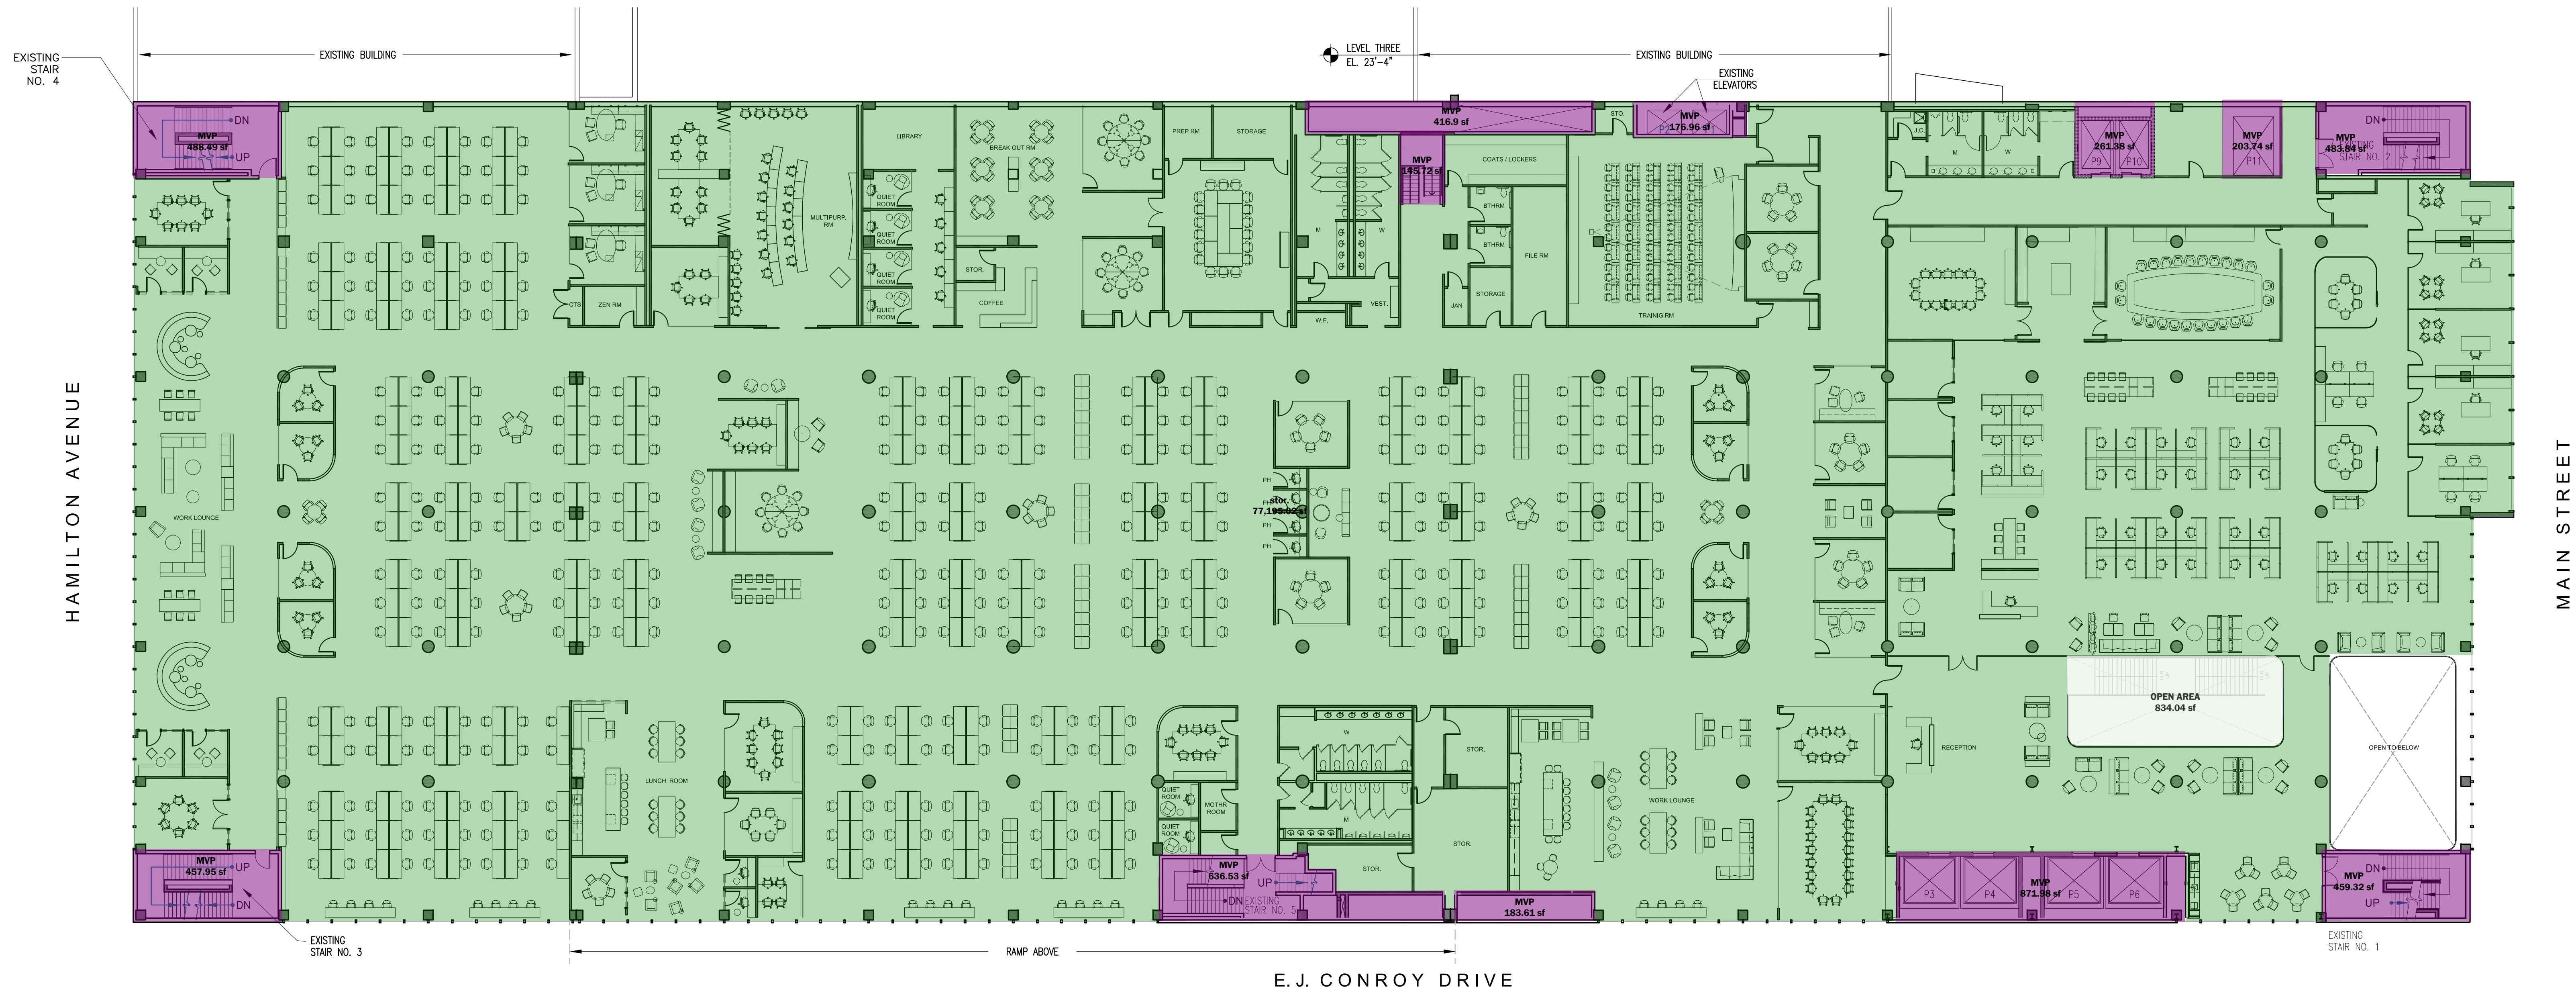 EXISTING
STAIR
NO. 4
EXISTING BUILDING
LEVEL THREE
EL. 23'-4"
EXISTING BUILDING
EXISTING
ELEVATORS
DN
MVP
488.49 sf
UP
LIBRARY
BREAK OUT RM
PREP RM
STORAGE
MVP
416.9 sf
STO.
MVP
176.96 sf
J.C.
M
W
MVP
261.38 sf
P9
P10
MVP
203.74 sf
P11
DN
MVP
483.84 sf
STAIR NO. 2
MVP
145.72 sf
COATS / LOCKERS
QUIET
ROOM
MULTIPURP.
RM
QUIET
ROOM
QUIET
ROOM
QUIET
ROOM
STOR.
COFFEE
M
W
BTHRM
BTHRM
FILE RM
STORAGE
JAN
VEST.
W.F.
TRAINIG RM
CTS
ZEN RM
HAMILTON AVENUE
MAIN STREET
WORK LOUNGE
PH
PH
stor.
77,195.02 sf
PH
PH
OPEN AREA
834.04 sf
RECEPTION
OPEN TO BELOW
LUNCH ROOM
QUIET
ROOM
MOTHR
ROOM
QUIET
ROOM
W
M
STOR.
STOR.
STOR.
WORK LOUNGE
MVP
457.95 sf
UP
DN
MVP
636.53 sf
UP
DN
EXISTING
STAIR NO. 5
MVP
183.61 sf
P3
P4
MVP
871.98 sf
P5
P6
DN
MVP
459.32 sf
UP
EXISTING
STAIR NO. 3
EXISTING
STAIR NO. 1
RAMP ABOVE
E.J. CONROY DRIVE